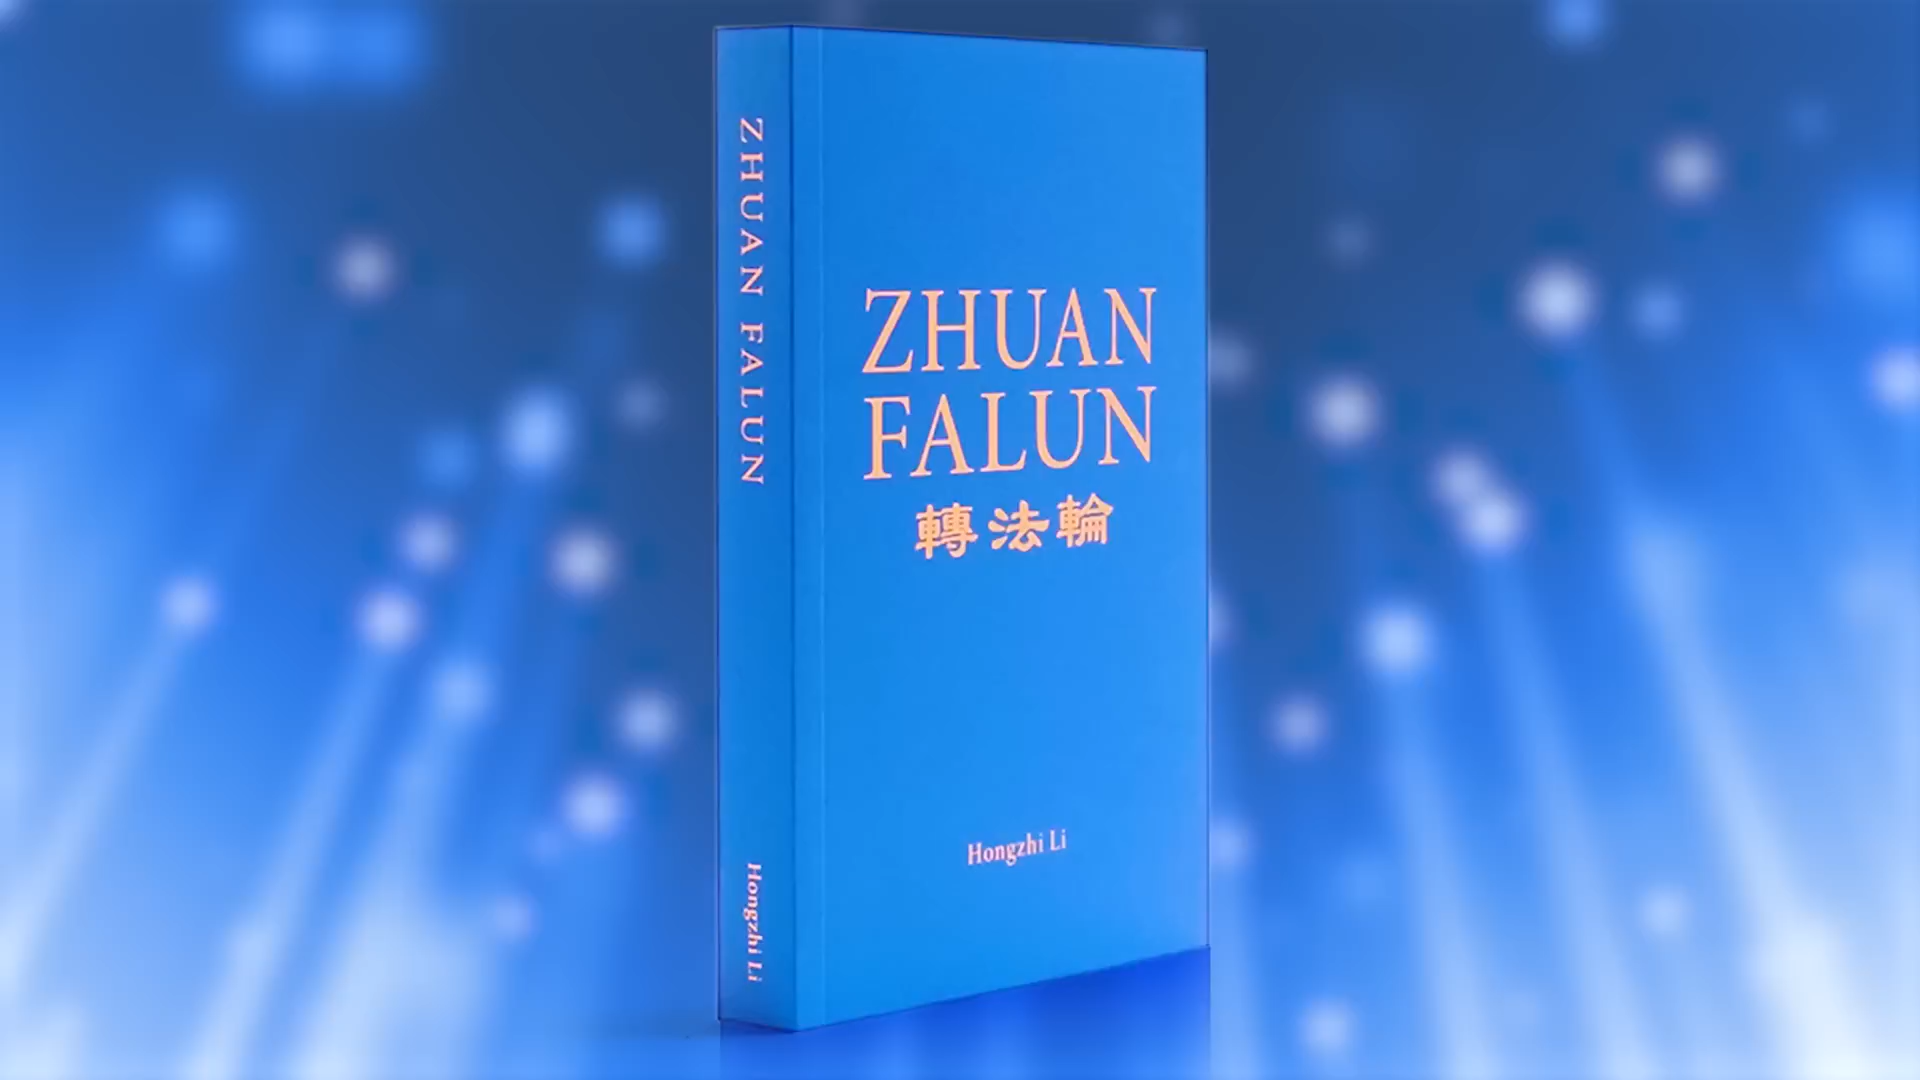 ZHUAN FALUN
Hongzhi Li
ZHUAN
FALUN
轉法輪
Hongzhi Li